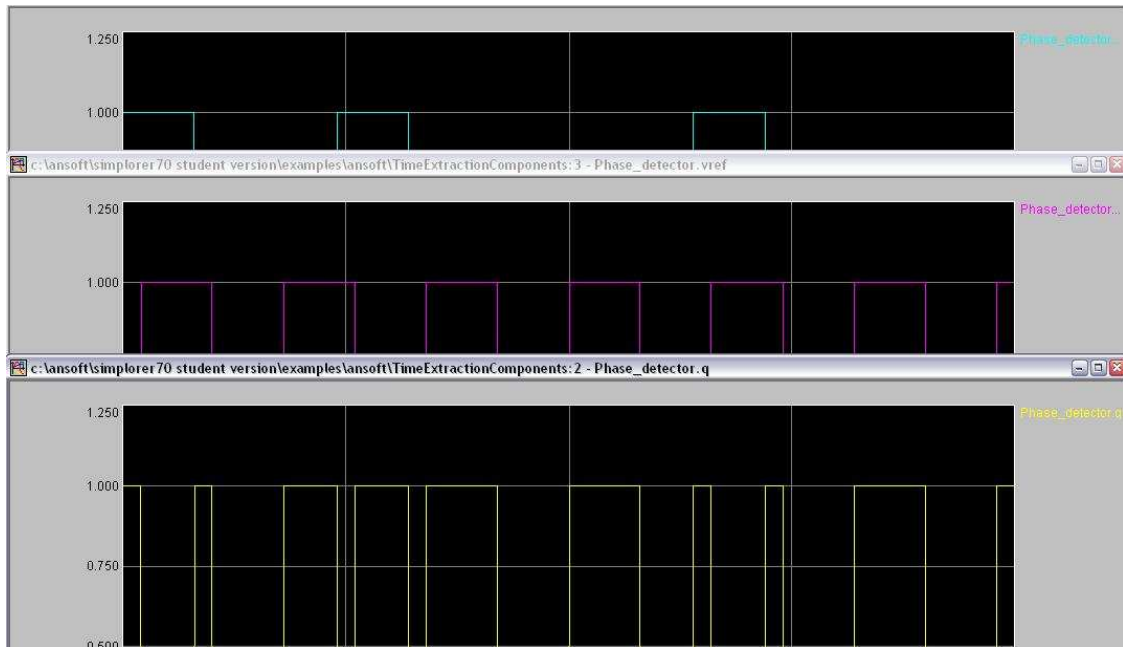 1.250
Phase_detector...
1.000
c:\ansoft\simplorer70 student version\examples\ansoft\TimeExtractionComponents:3 - Phase_detector.vref
1.250
Phase_detector...
1.000
c:\ansoft\simplorer70 student version\examples\ansoft\TimeExtractionComponents:2 - Phase_detector.q
1.250
Phase_detector.q
1.000
0.750